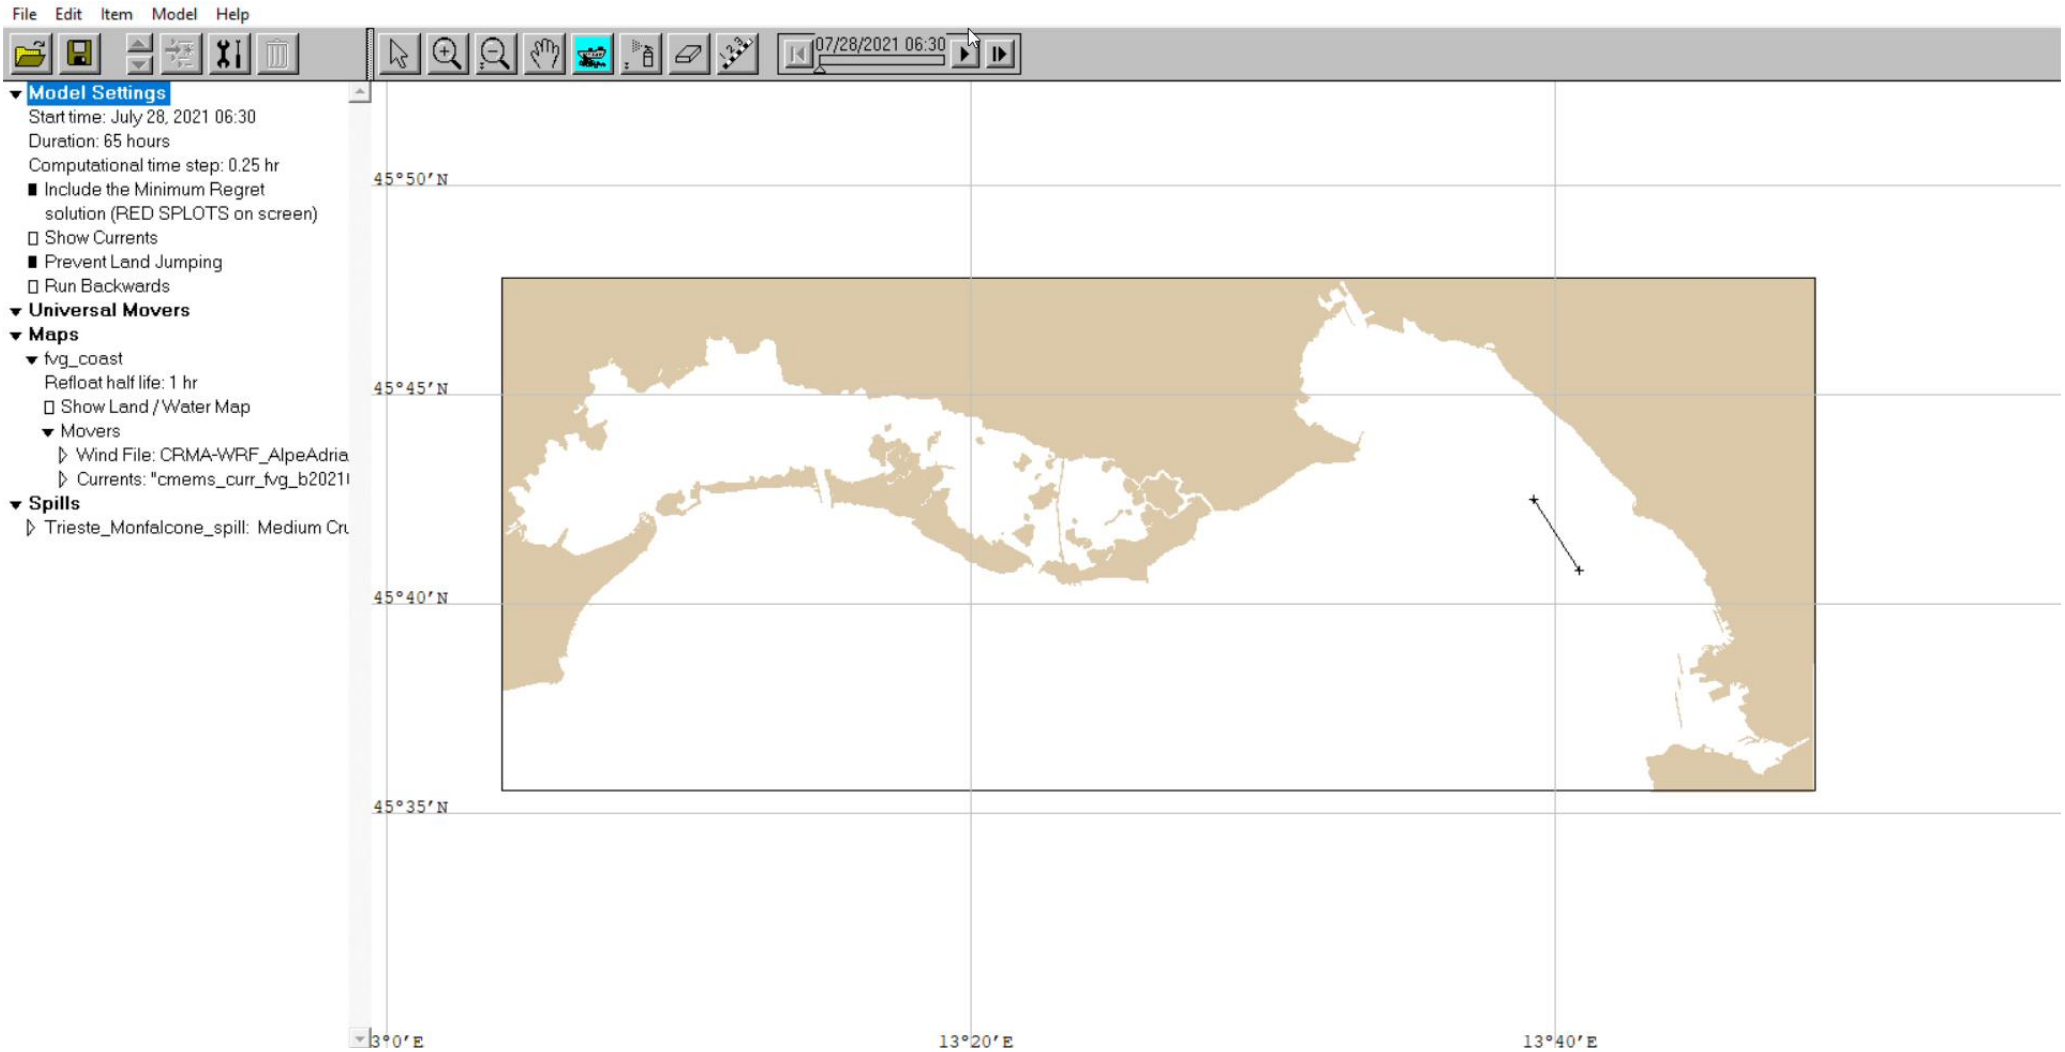 File Edit Item Model Help
07/28/2021 06:30
Model Settings
Start time: July 28, 2021 06:30
Duration: 65 hours
Computational time step: 0.25 hr
Include the Minimum Regret
solution (RED SPLOTS on screen)
Show Currents
Prevent Land Jumping
Run Backwards
Universal Movers
Maps
fvg_coast
Refloat half life: 1 hr
Show Land / Water Map
Movers
Wind File: CRMA-WRF_AlpeAdria
Currents: "cmems_curr_fvg_b2021
Spills
Trieste_Monfalcone_spill: Medium Cru
45°50'N
45°45'N
45°40'N
45°35'N
3°0'E 13°20'E 13°40'E